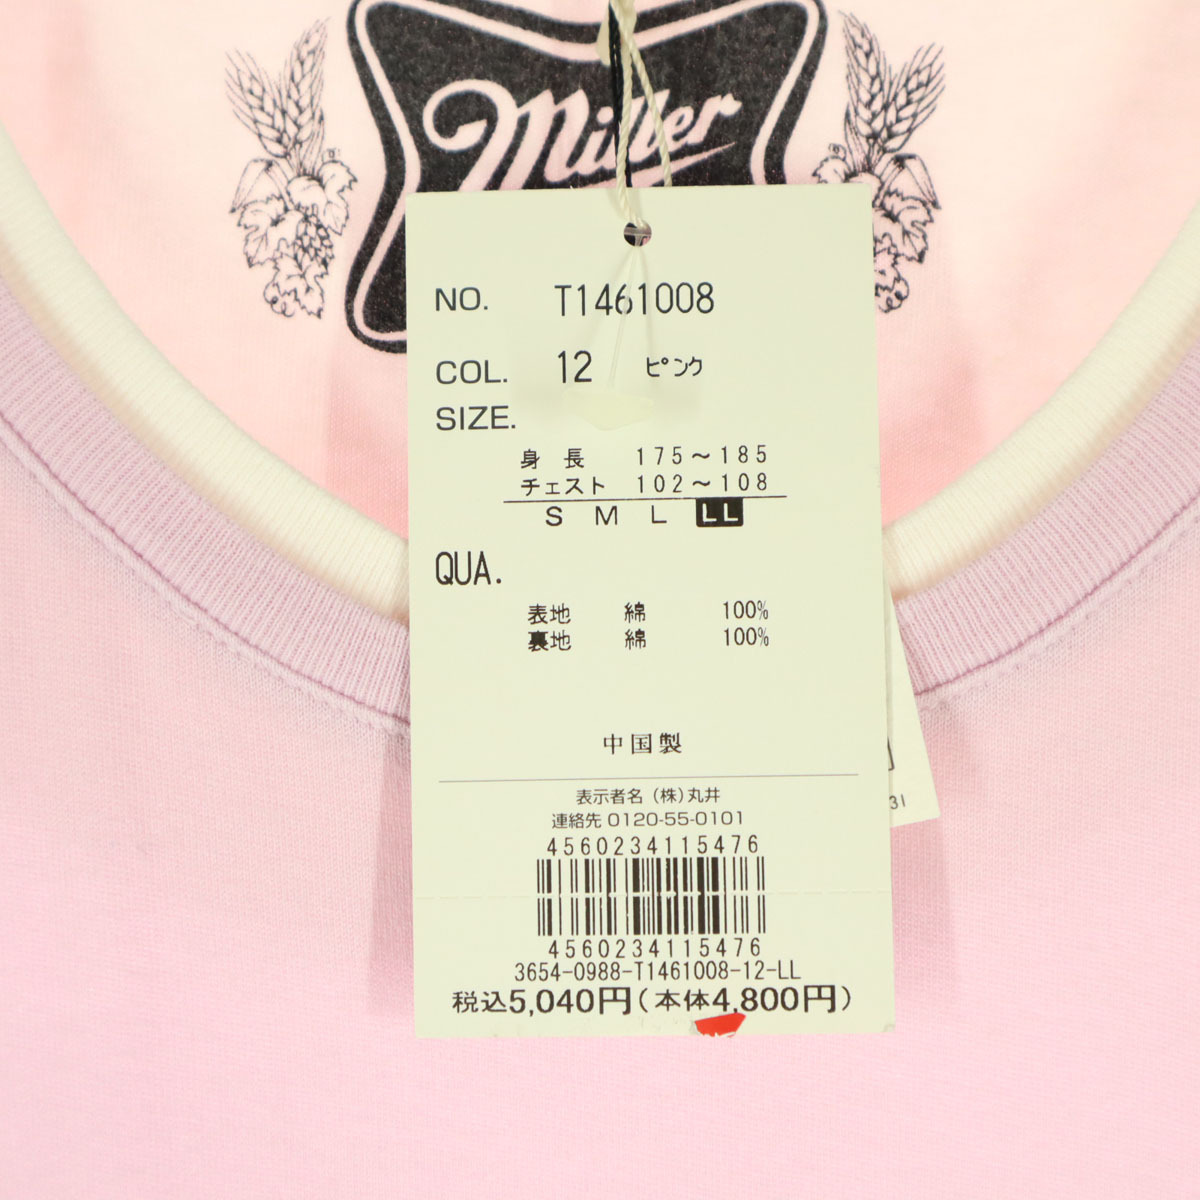 Miller
NO. T1461008
COL. 12 ピンク
SIZE.
身長 175～185
チェスト 102～108
S M L LL
QUA.
表地 綿 100%
裏地 綿 100%
中国製
表示者名 (株)丸井
連絡先 0120-55-0101
4560234115476
4560234115476
3654-0988-T1461008-12-LL
税込5,040円(本体4,800円)
31